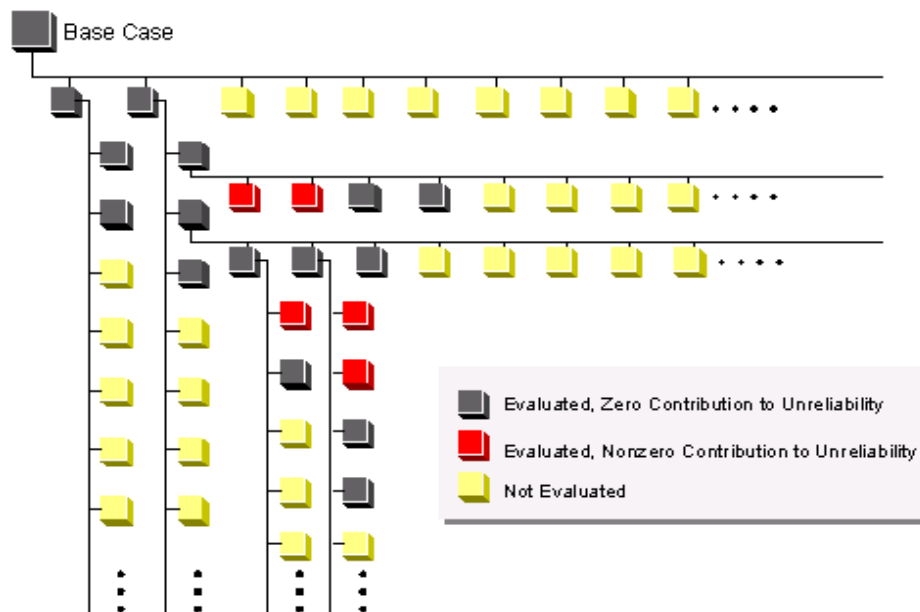 Base Case
Evaluated, Zero Contribution to Unreliability
Evaluated, Nonzero Contribution to Unreliability
Not Evaluated